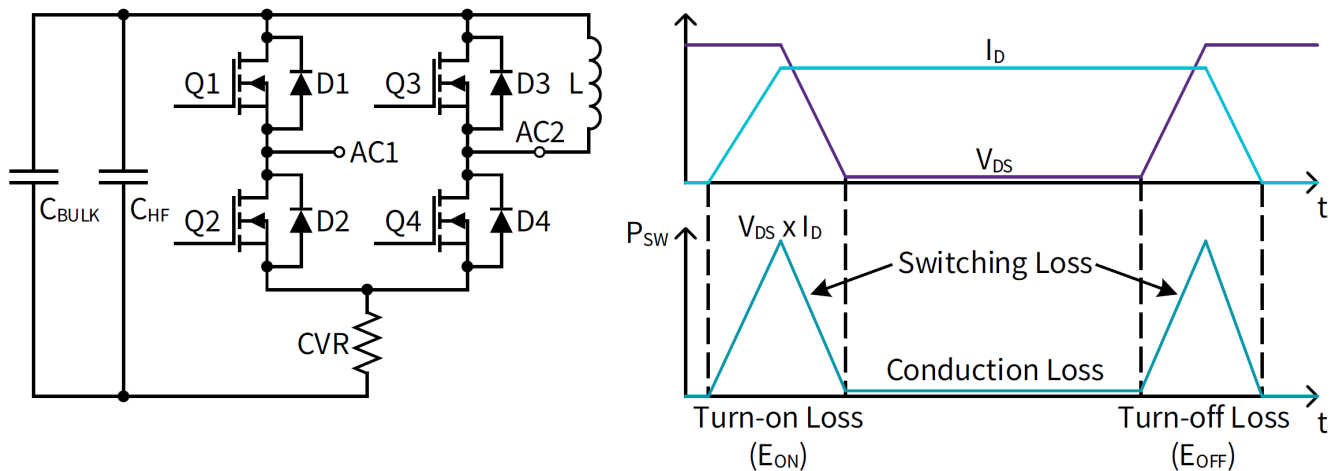 Q1
D1
Q3
D3
L
AC1
AC2
CBULK
CHF
Q2
D2
Q4
D4
CVR
ID
VDS
t
PSW
VDS x ID
Switching Loss
Conduction Loss
t
Turn-on Loss
(EON)
Turn-off Loss
(EOFF)